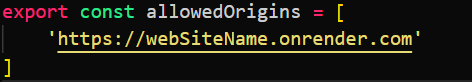 export const allowedOrigins = [
    'https://webSiteName.onrender.com'
]